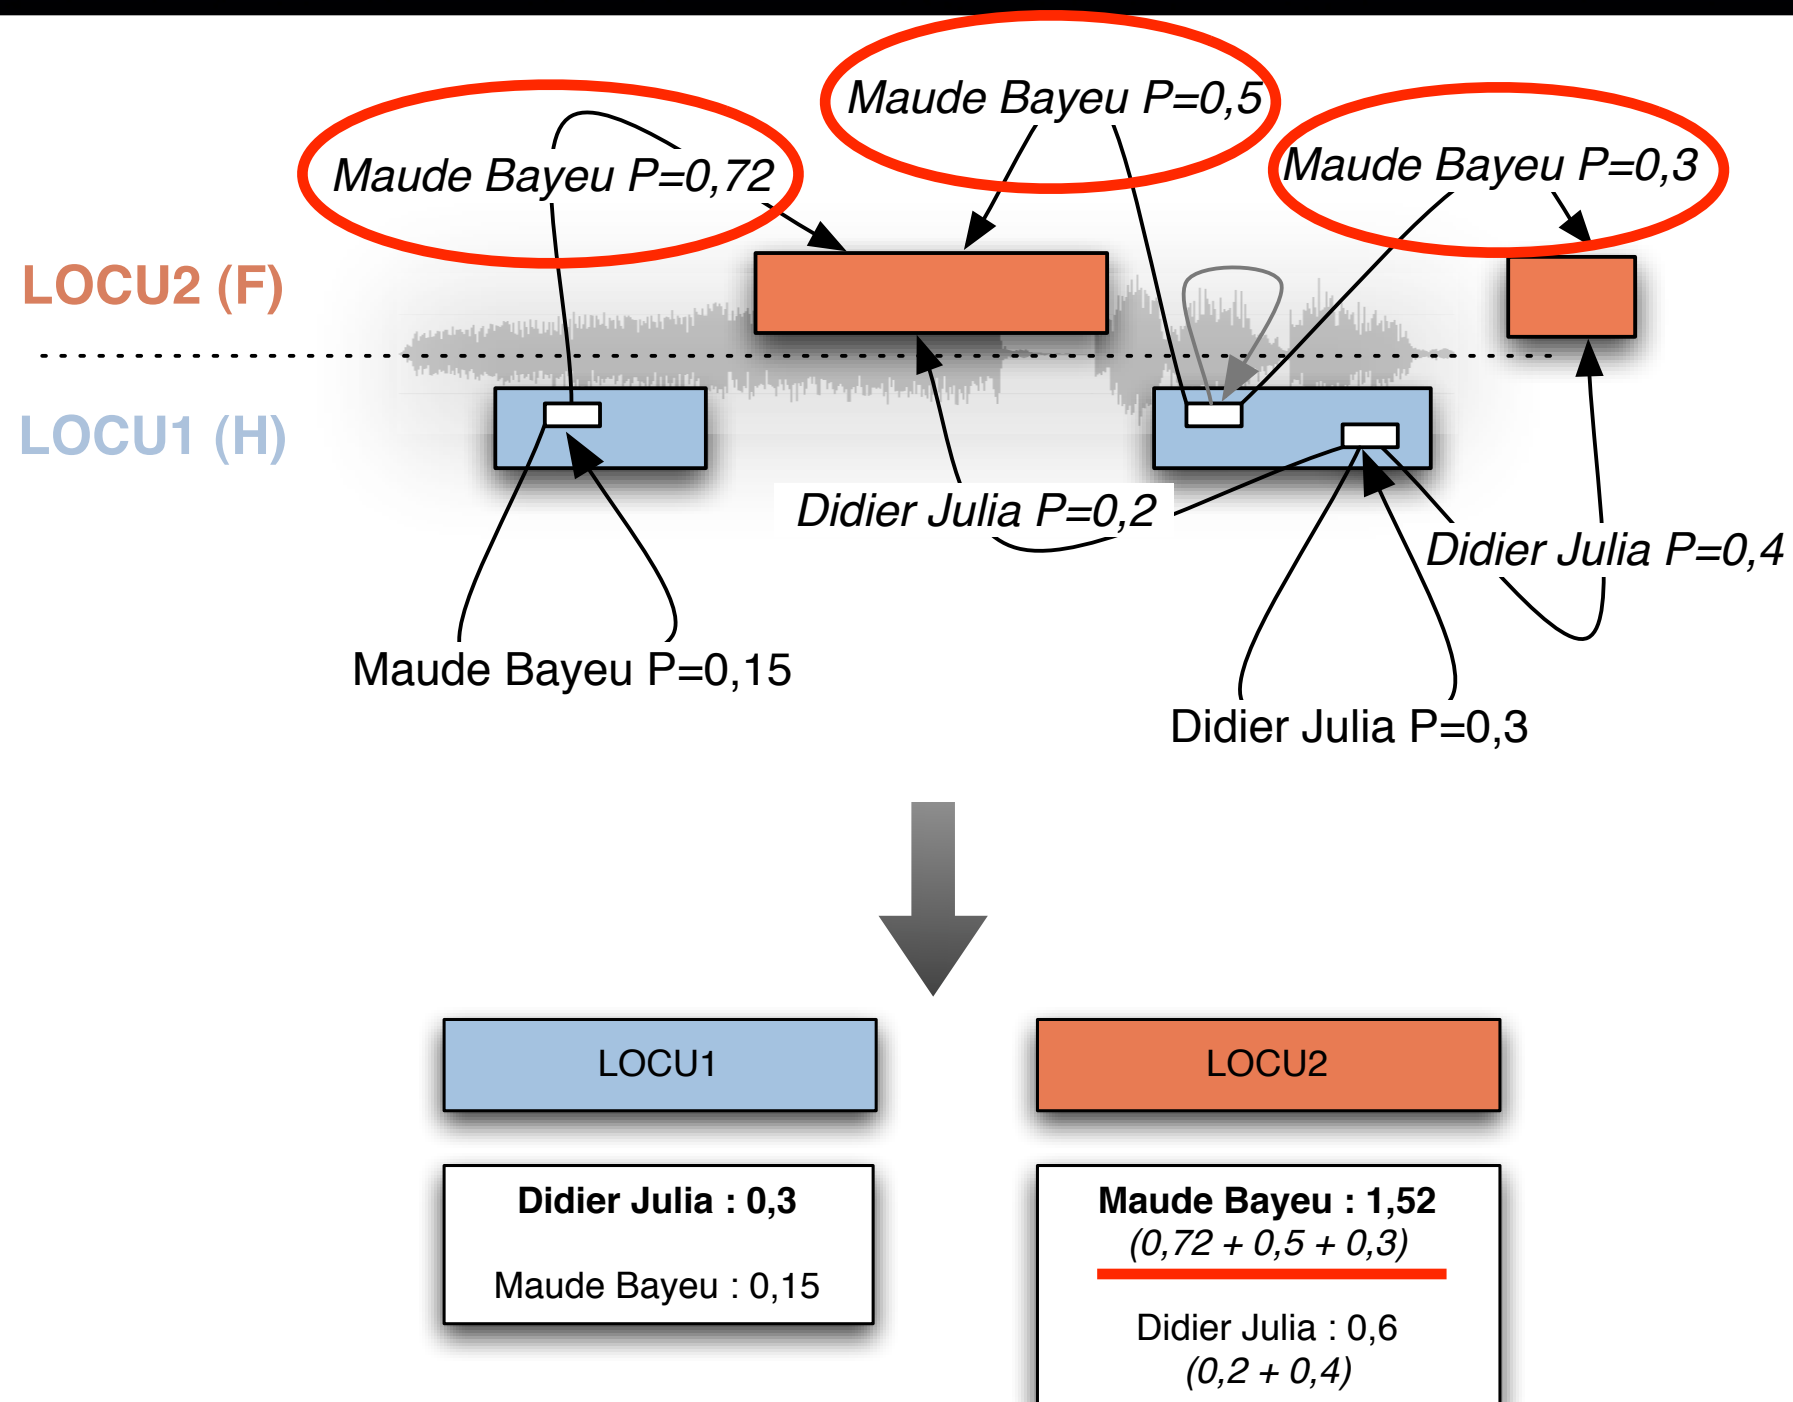 Maude Bayeu P=0,5
Maude Bayeu P=0,72
Maude Bayeu P=0,3
LOCU2 (F)
LOCU1 (H)
Didier Julia P=0,2
Didier Julia P=0,4
Maude Bayeu P=0,15
Didier Julia P=0,3
LOCU1
LOCU2
Didier Julia : 0,3
Maude Bayeu : 0,15
Maude Bayeu : 1,52
(0,72 + 0,5 + 0,3)
Didier Julia : 0,6
(0,2 + 0,4)